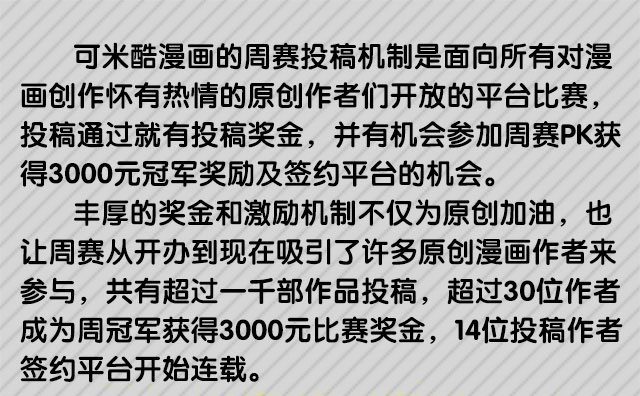 可米酷漫画的周赛投稿机制是面向所有对漫
画创作怀有热情的原创作者们开放的平台比赛，
投稿通过就有投稿奖金，并有机会参加周赛PK获
得3000元冠军奖励及签约平台的机会。
丰厚的奖金和激励机制不仅为原创加油，也
让周赛从开办到现在吸引了许多原创漫画作者来
参与，共有超过一千部作品投稿，超过30位作者
成为周冠军获得3000元比赛奖金，14位投稿作者
签约平台开始连载。